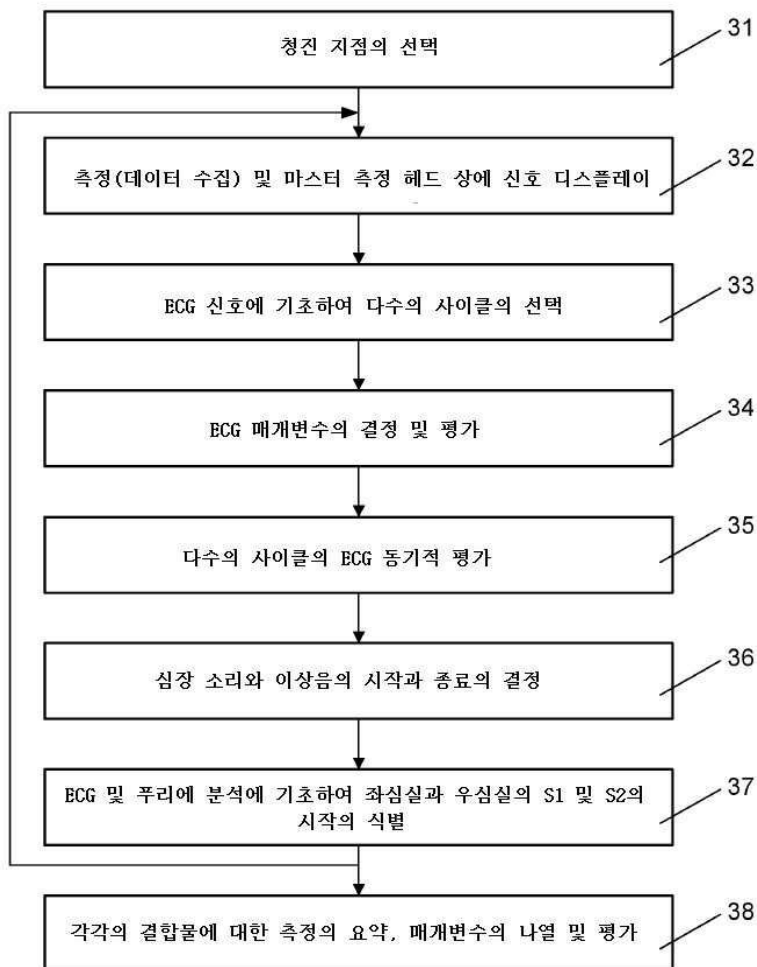 청진 지점의 선택
31
측정(데이터 수집) 및 마스터 측정 헤드 상에 신호 디스플레이
32
ECG 신호에 기초하여 다수의 사이클의 선택
33
ECG 매개변수의 결정 및 평가
34
다수의 사이클의 ECG 동기적 평가
35
심장 소리와 이상음의 시작과 종료의 결정
36
ECG 및 푸리에 분석에 기초하여 좌심실과 우심실의 S1 및 S2의
시작의 식별
37
각각의 결합물에 대한 측정의 요약, 매개변수의 나열 및 평가
38